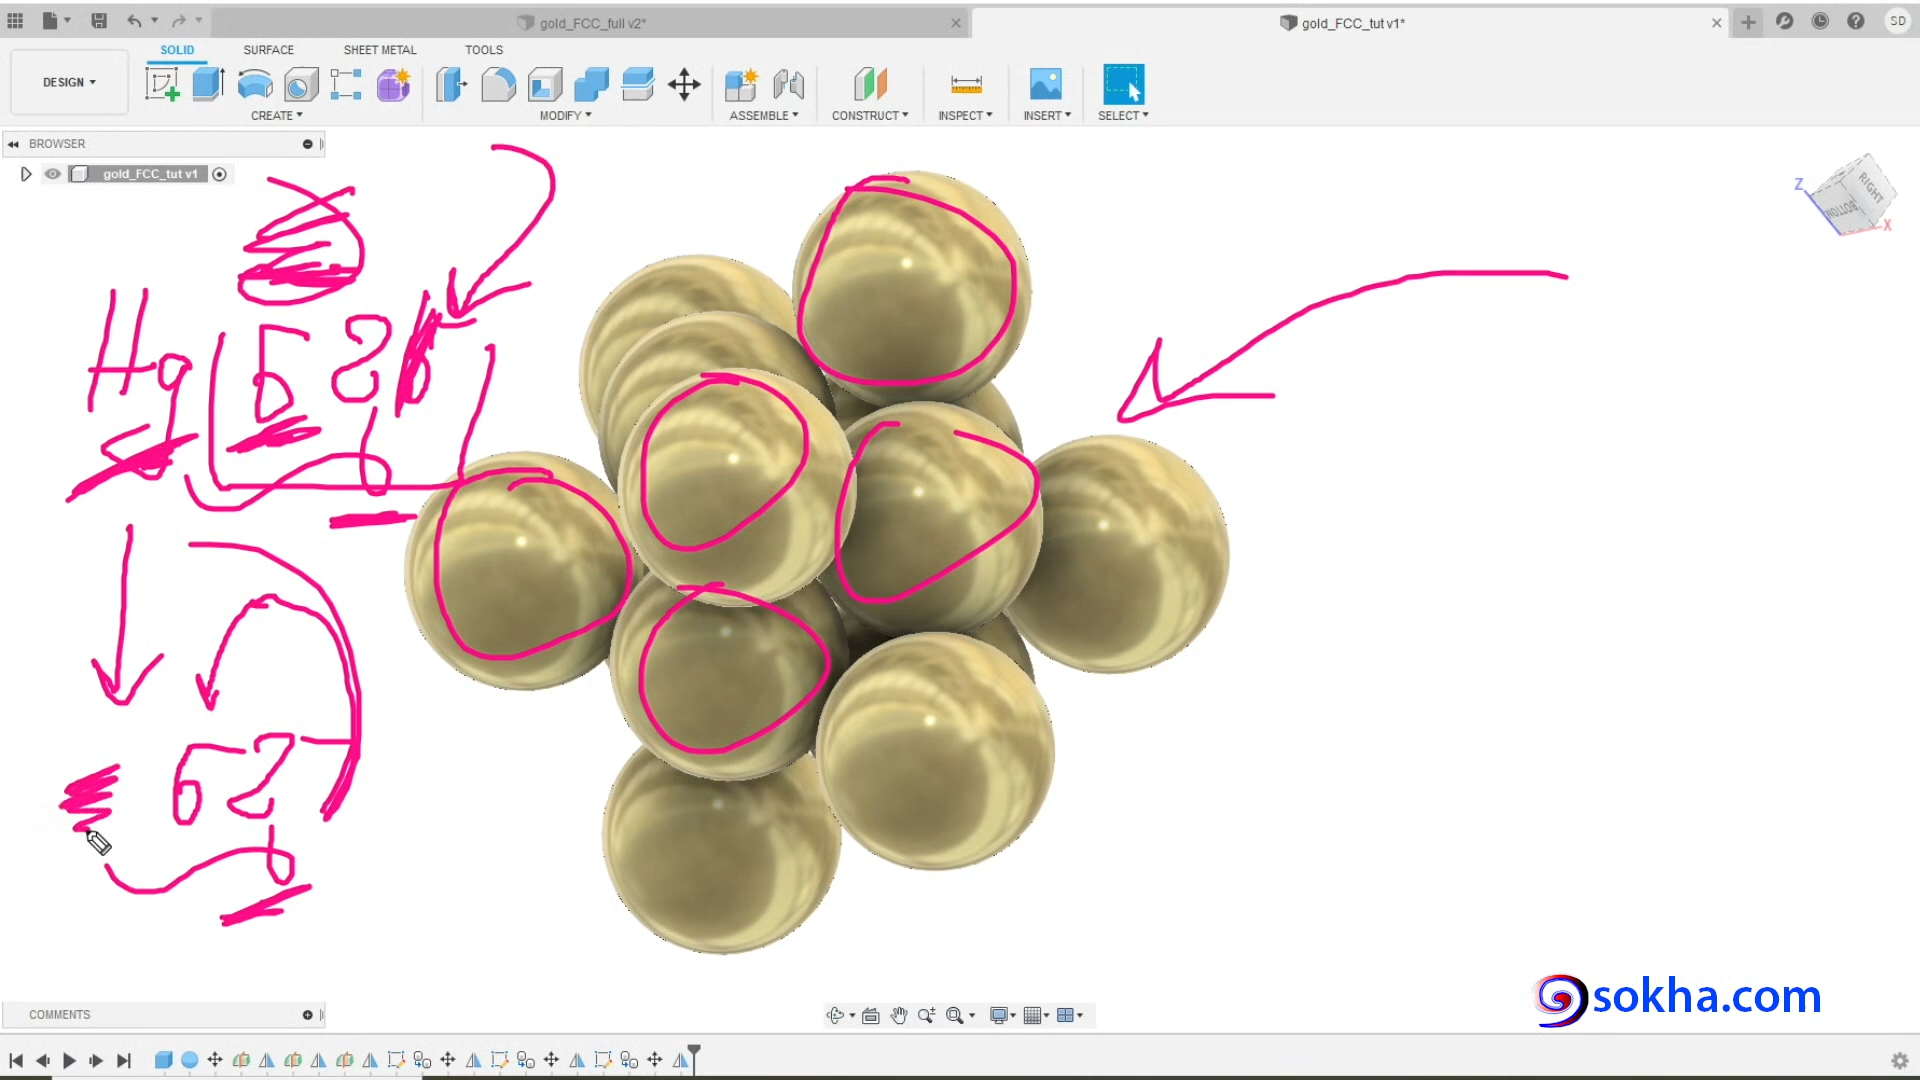 gold_FCC_full v2*
gold_FCC_tut v1*
SD
SOLID
SURFACE
SHEET METAL
TOOLS
DESIGN
CREATE
MODIFY
ASSEMBLE
CONSTRUCT
INSPECT
INSERT
SELECT
BROWSER
gold_FCC_tut v1
Z
RIGHT
BOTTOM
X
COMMENTS
sokha.com